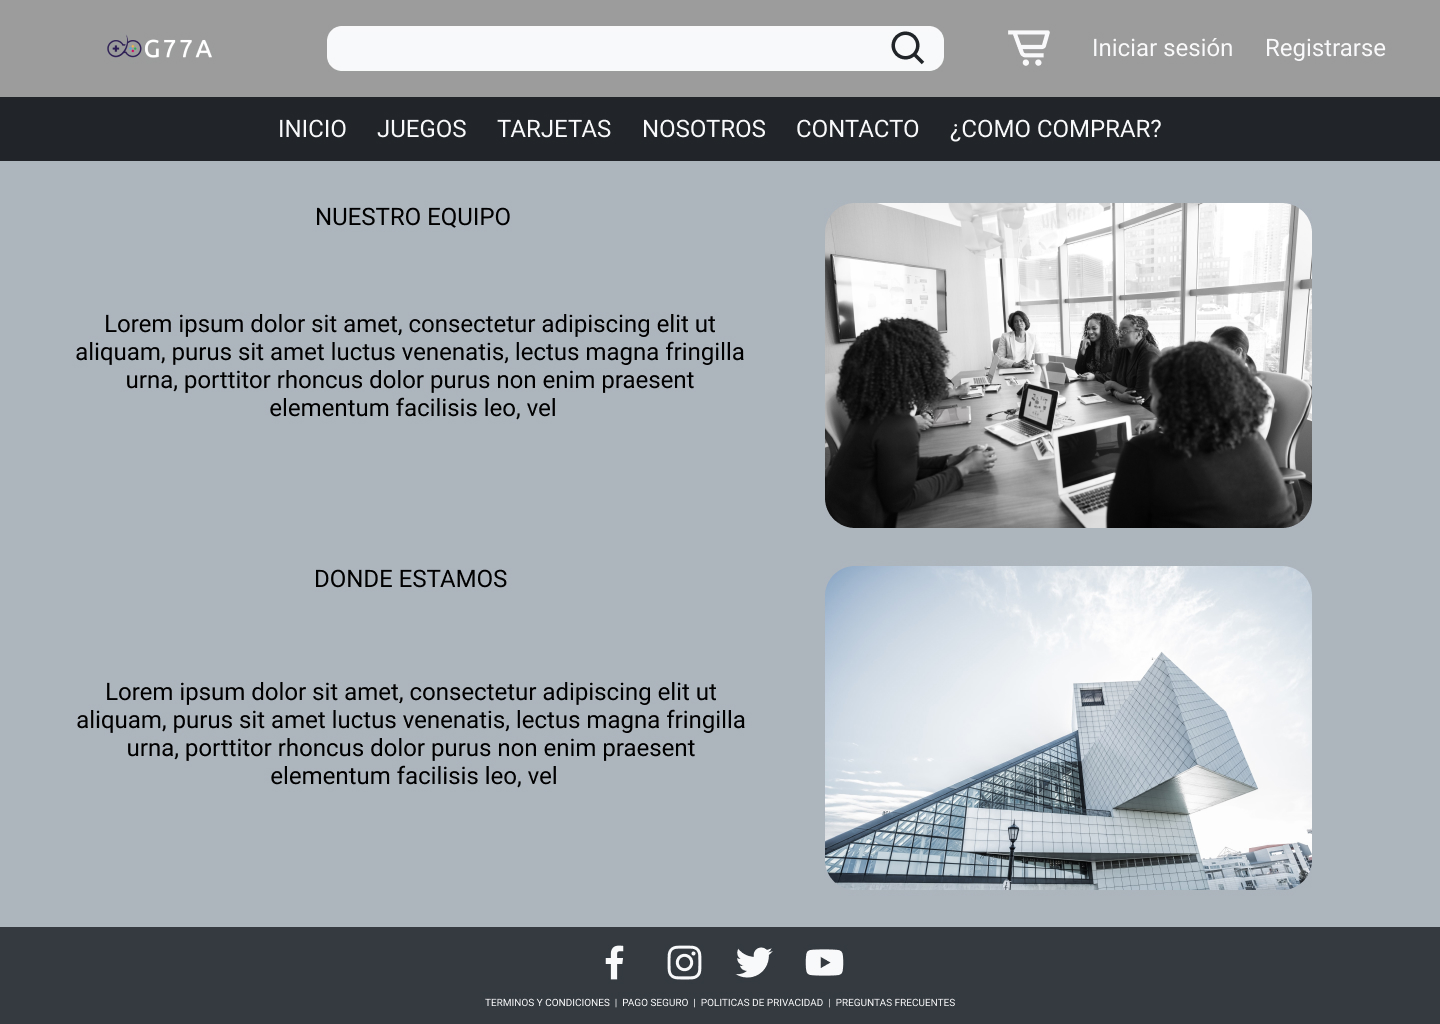 G77A
Iniciar sesión
Registrarse
INICIO JUEGOS TARJETAS NOSOTROS CONTACTO ¿COMO COMPRAR?
NUESTRO EQUIPO
Lorem ipsum dolor sit amet, consectetur adipiscing elit ut
aliquam, purus sit amet luctus venenatis, lectus magna fringilla
urna, porttitor rhoncus dolor purus non enim praesent
elementum facilisis leo, vel
DONDE ESTAMOS
Lorem ipsum dolor sit amet, consectetur adipiscing elit ut
aliquam, purus sit amet luctus venenatis, lectus magna fringilla
urna, porttitor rhoncus dolor purus non enim praesent
elementum facilisis leo, vel
TERMINOS Y CONDICIONES | PAGO SEGURO | POLITICAS DE PRIVACIDAD | PREGUNTAS FRECUENTES